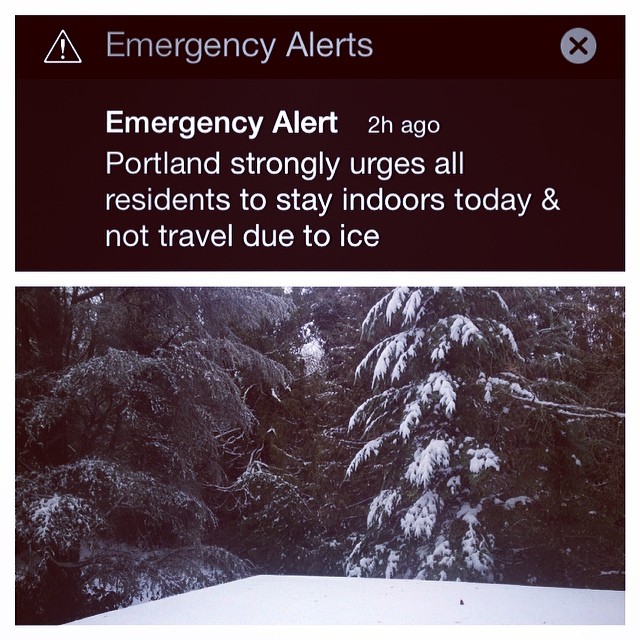 Emergency Alerts
Emergency Alert 2h ago
Portland strongly urges all
residents to stay indoors today &
not travel due to ice